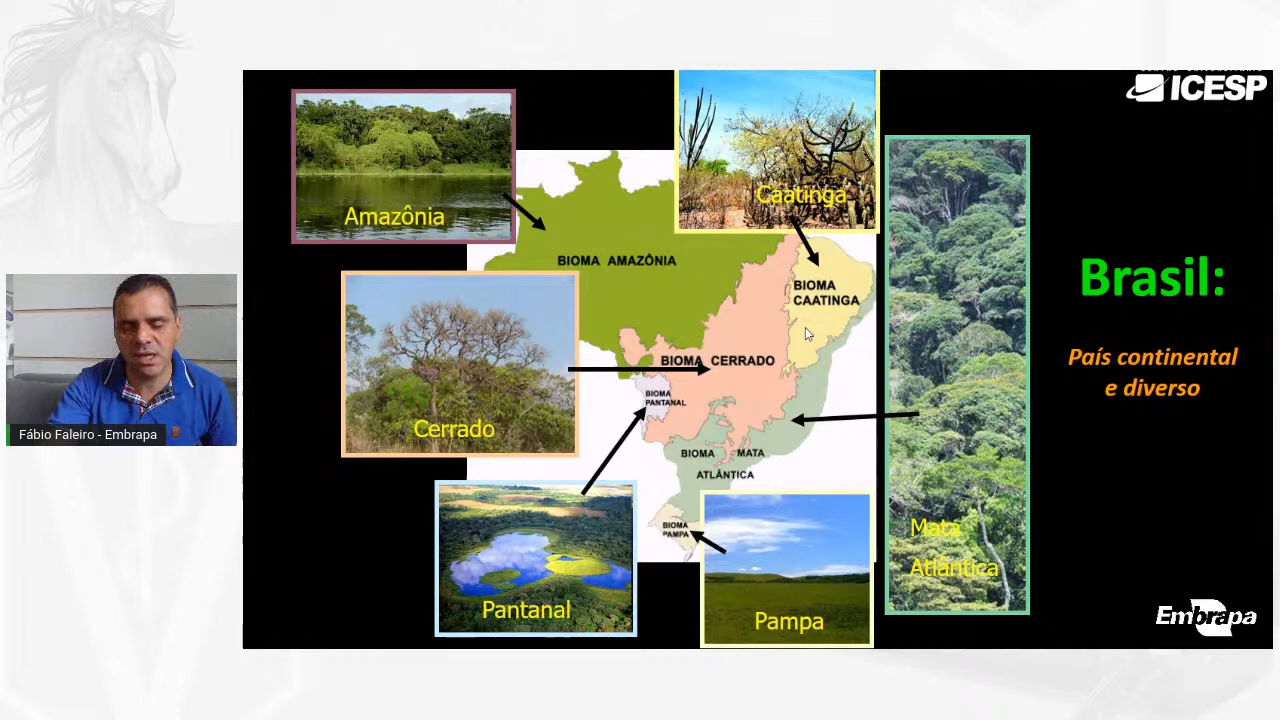 ICESP
Amazônia
Caatinga
BIOMA AMAZÔNIA
BIOMA
CAATINGA
Brasil:
País continental
e diverso
BIOMA CERRADO
BIOMA
PANTANAL
Cerrado
Fábio Faleiro - Embrapa
BIOMA MATA
ATLÂNTICA
BIOMA
PAMPA
Mata
Atlântica
Pantanal
Pampa
Embrapa